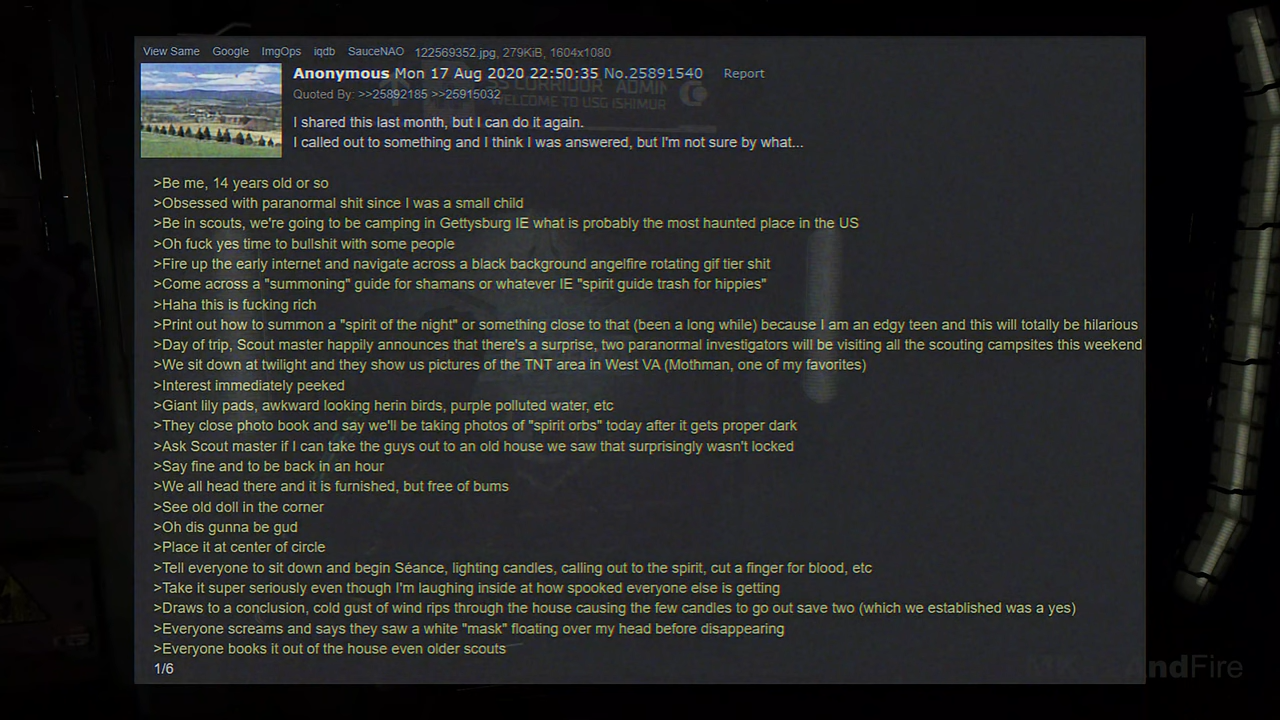 View Same Google ImgOps iqdb SauceNAO 122569352.jpg, 279KiB, 1604x1080
Anonymous Mon 17 Aug 2020 22:50:35 No.25891540 Report
Quoted By: >>25892185 >>25915032
SS CORRIDOR ADMIN
WELCOME TO USG ISHIMUR
I shared this last month, but I can do it again.
I called out to something and I think I was answered, but I'm not sure by what...
>Be me, 14 years old or so
>Obsessed with paranormal shit since I was a small child
>Be in scouts, we're going to be camping in Gettysburg IE what is probably the most haunted place in the US
>Oh fuck yes time to bullshit with some people
>Fire up the early internet and navigate across a black background angelfire rotating gif tier shit
>Come across a "summoning" guide for shamans or whatever IE "spirit guide trash for hippies"
>Haha this is fucking rich
>Print out how to summon a "spirit of the night" or something close to that (been a long while) because I am an edgy teen and this will totally be hilarious
>Day of trip, Scout master happily announces that there's a surprise, two paranormal investigators will be visiting all the scouting campsites this weekend
>We sit down at twilight and they show us pictures of the TNT area in West VA (Mothman, one of my favorites)
>Interest immediately peeked
>Giant lily pads, awkward looking herin birds, purple polluted water, etc
>They close photo book and say we'll be taking photos of "spirit orbs" today after it gets proper dark
>Ask Scout master if I can take the guys out to an old house we saw that surprisingly wasn't locked
>Say fine and to be back in an hour
>We all head there and it is furnished, but free of bums
>See old doll in the corner
>Oh dis gunna be gud
>Place it at center of circle
>Tell everyone to sit down and begin Séance, lighting candles, calling out to the spirit, cut a finger for blood, etc
>Take it super seriously even though I'm laughing inside at how spooked everyone else is getting
>Draws to a conclusion, cold gust of wind rips through the house causing the few candles to go out save two (which we established was a yes)
>Everyone screams and says they saw a white "mask" floating over my head before disappearing
>Everyone books it out of the house even older scouts
1/6
AndFire